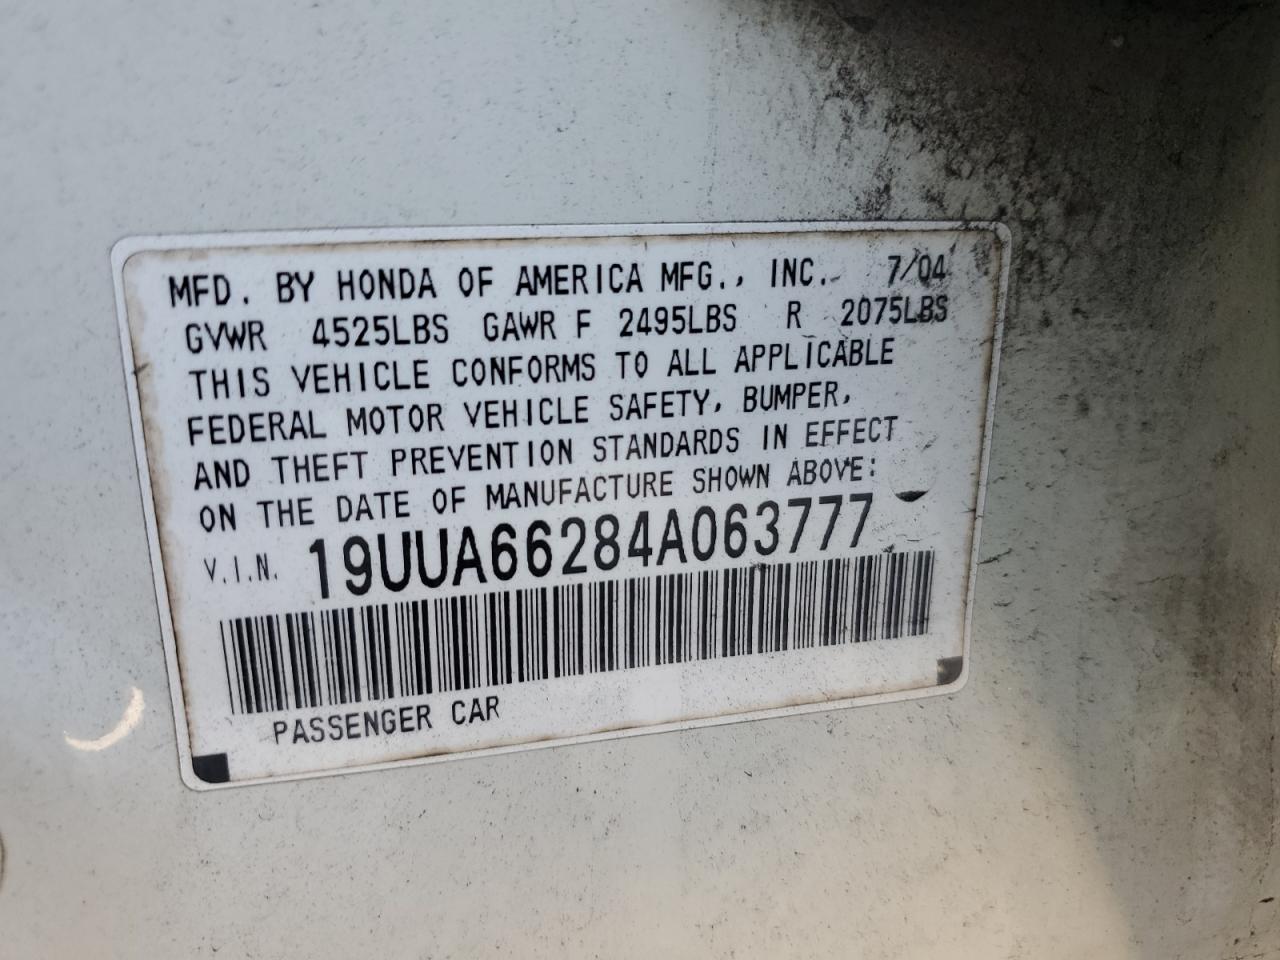 MFD. BY HONDA OF AMERICA MFG., INC. 7/04
GVWR 4525LBS GAWR F 2495LBS R 2075LBS
THIS VEHICLE CONFORMS TO ALL APPLICABLE
FEDERAL MOTOR VEHICLE SAFETY, BUMPER,
AND THEFT PREVENTION STANDARDS IN EFFECT
ON THE DATE OF MANUFACTURE SHOWN ABOVE:
V.I.N. 19UUA66284A063777
PASSENGER CAR